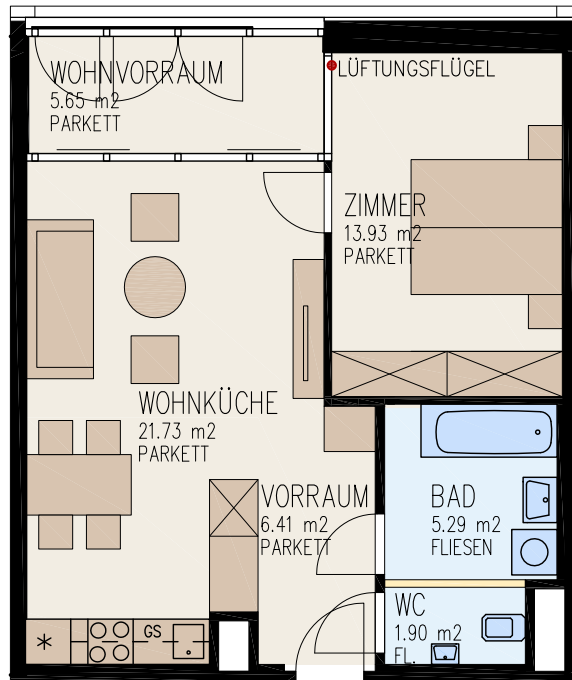 WOHNVORRAUM
5.65 m2
PARKETT
LÜFTUNGSFLÜGEL
ZIMMER
13.93 m2
PARKETT
WOHNKÜCHE
21.73 m2
PARKETT
VORRAUM
6.41 m2
PARKETT
BAD
5.29 m2
FLIESEN
WC
1.90 m2
FL.
GS